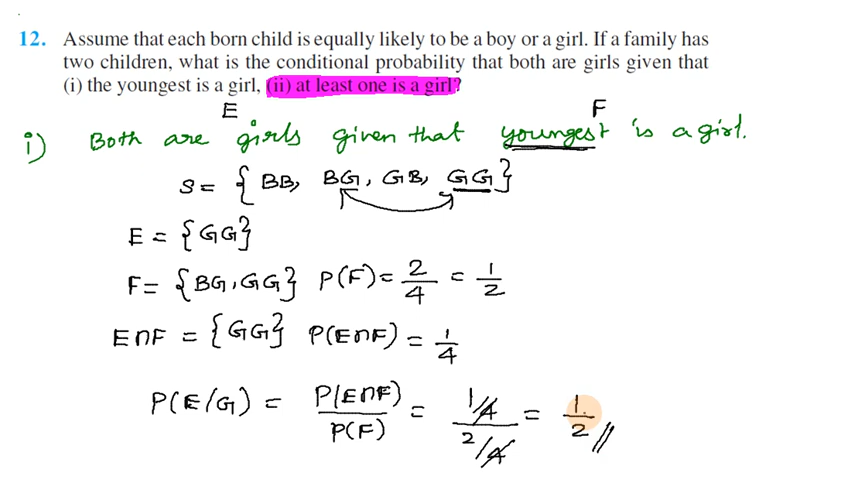 12. Assume that each born child is equally likely to be a boy or a girl. If a family has
two children, what is the conditional probability that both are girls given that
(i) the youngest is a girl, (ii) at least one is a girl?
E F
i) Both are girls given that youngest is a girl.
S = { BB, BG, GB, GG }
E = {GG}
F = {BG, GG} P(F) = 2/4 = 1/2
E∩F = {GG} P(E∩F) = 1/4
P(E/G) = P(E∩F)/P(F) = 1/4 / 2/4 = 1/2 //